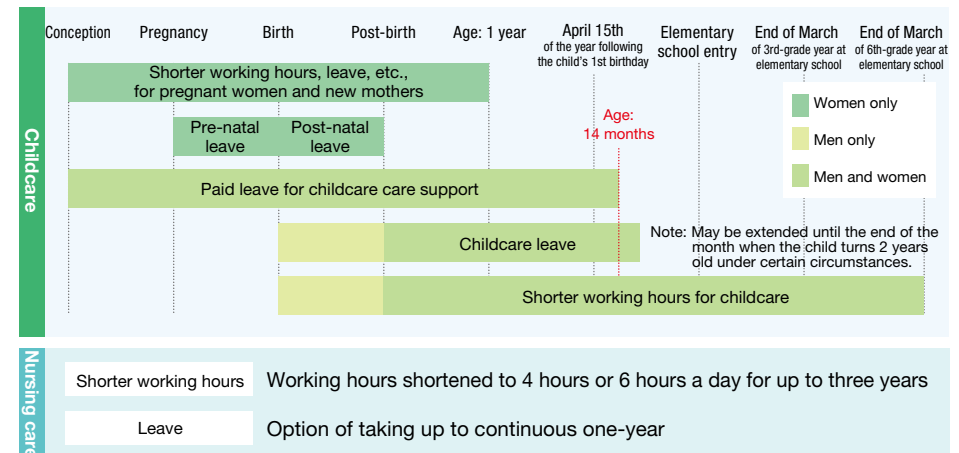 Conception
Pregnancy
Birth
Post-birth
Age: 1 year
April 15th
of the year following
the child's 1st birthday
Elementary
school entry
End of March
of 3rd-grade year at
elementary school
End of March
of 6th-grade year at
elementary school
Childcare
Shorter working hours, leave, etc.,
for pregnant women and new mothers
Women only
Men only
Men and women
Age:
14 months
Pre-natal
leave
Post-natal
leave
Paid leave for childcare care support
Childcare leave
Note: May be extended until the end of the
month when the child turns 2 years
old under certain circumstances.
Shorter working hours for childcare
Nursing care
Shorter working hours
Working hours shortened to 4 hours or 6 hours a day for up to three years
Leave
Option of taking up to continuous one-year